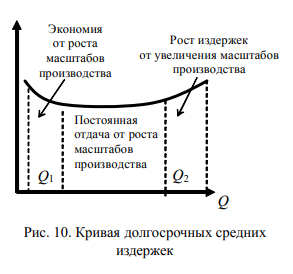 Экономия
от роста
масштабов
производства
Рост издержек
от увеличения масштабов
производства
Постоянная
отдача от роста
масштабов
производства
Q1
Q2
Q
Рис. 10. Кривая долгосрочных средних
издержек